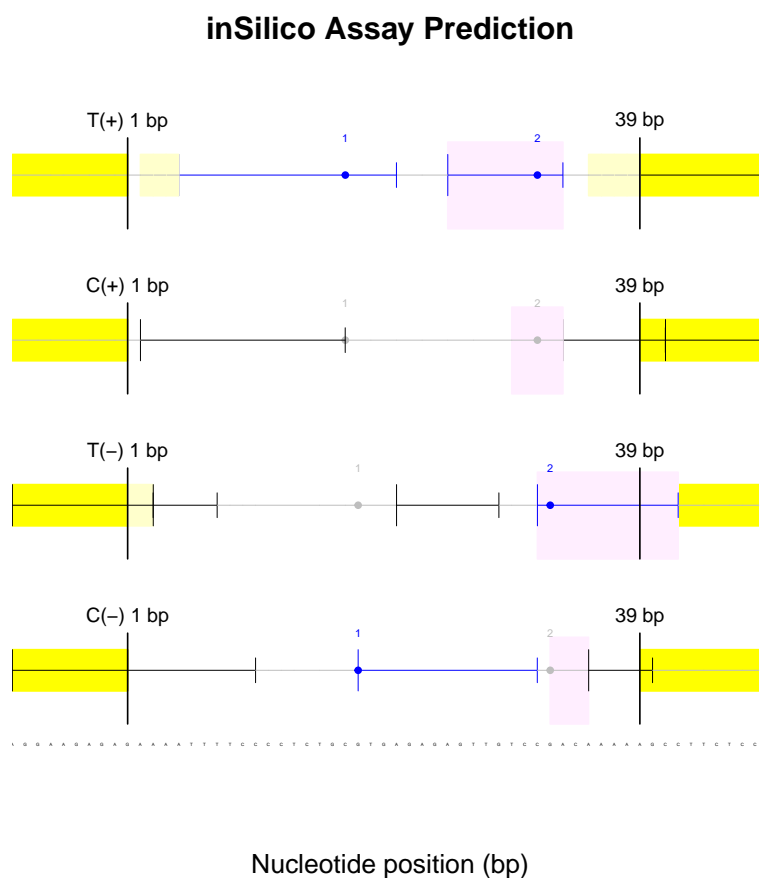 inSilico Assay Prediction
T(+) 1 bp 39 bp
1 2
C(+) 1 bp 39 bp
1 2
T(−) 1 bp 39 bp
1 2
C(−) 1 bp 39 bp
1 2
A G G A A G A G A G A A A A T T T T C C C C T C T G C G T G A G A G A G T T G T C C G A C A A A A A G C C T T C T C C
Nucleotide position (bp)